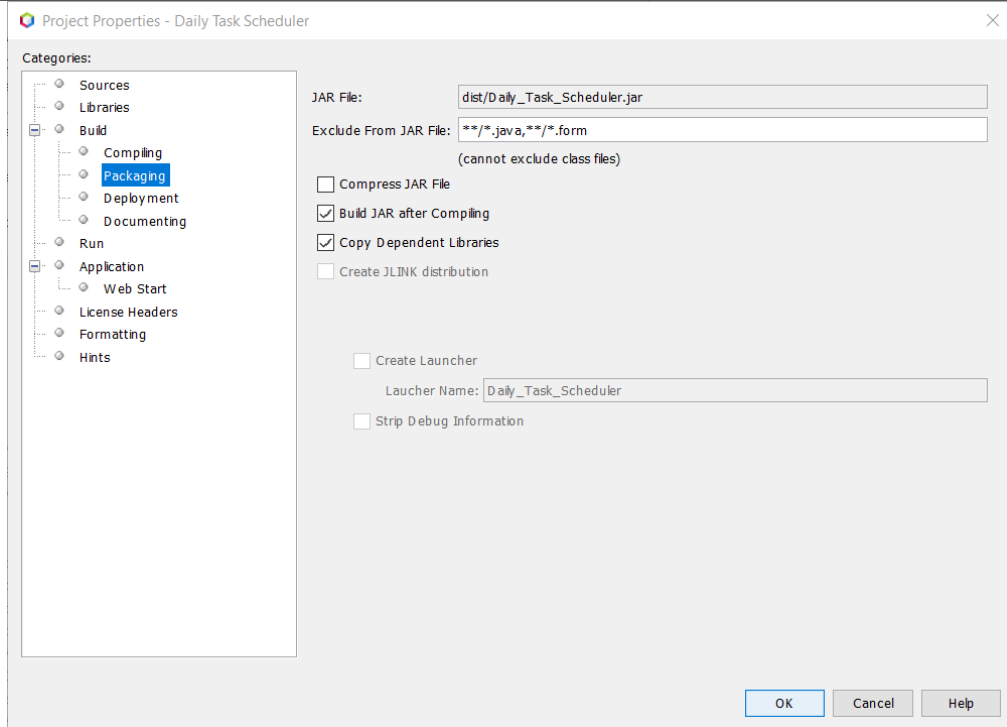 Project Properties - Daily Task Scheduler
Categories:
Sources
Libraries
Build
Compiling
Packaging
Deployment
Documenting
Run
Application
Web Start
License Headers
Formatting
Hints
JAR File: dist/Daily_Task_Scheduler.jar
Exclude From JAR File: **/*.java,**/*.form
(cannot exclude class files)
Compress JAR File
Build JAR after Compiling
Copy Dependent Libraries
Create JLINK distribution
Create Launcher
Laucher Name: Daily_Task_Scheduler
Strip Debug Information
OK Cancel Help